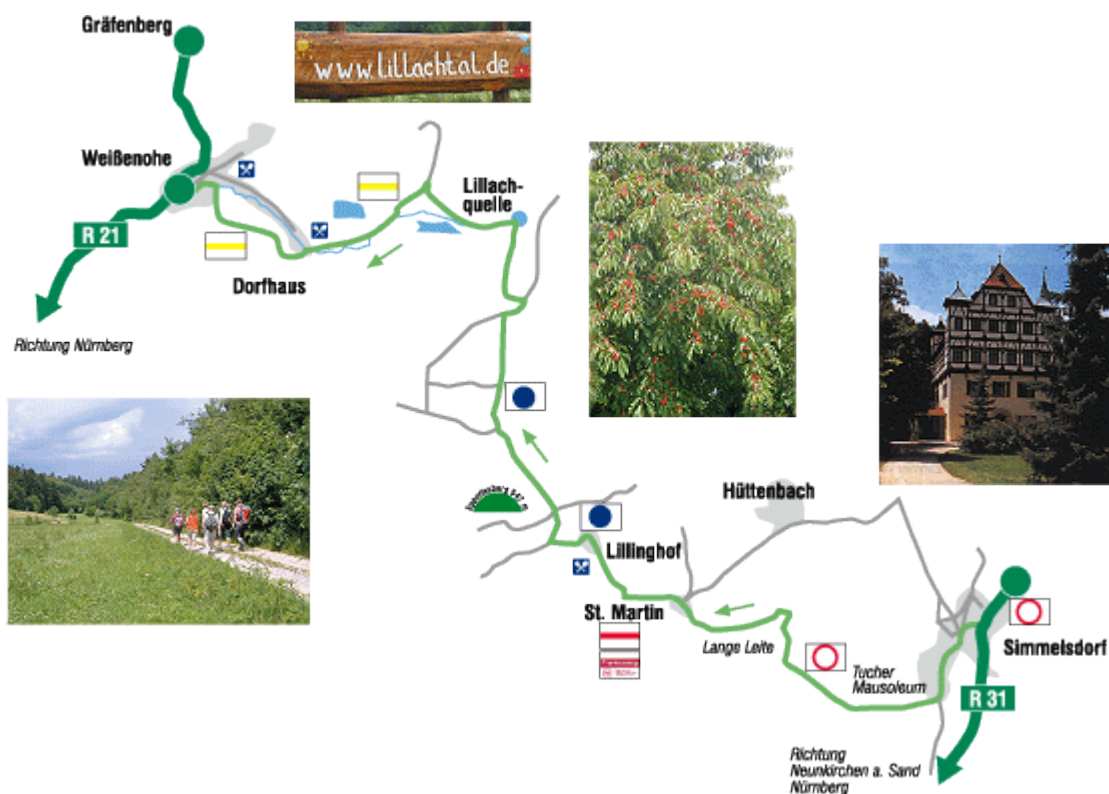 Gräfenberg
www.lillachtal.de
Weißenohe
Lillach-
quelle
R 21
Dorfhaus
Richtung Nürnberg
547 m
Hüttenbach
Lillinghof
St. Martin
Lange Leite
Simmelsdorf
Tucher
Mausoleum
R 31
Richtung
Neunkirchen a. Sand
Nürnberg